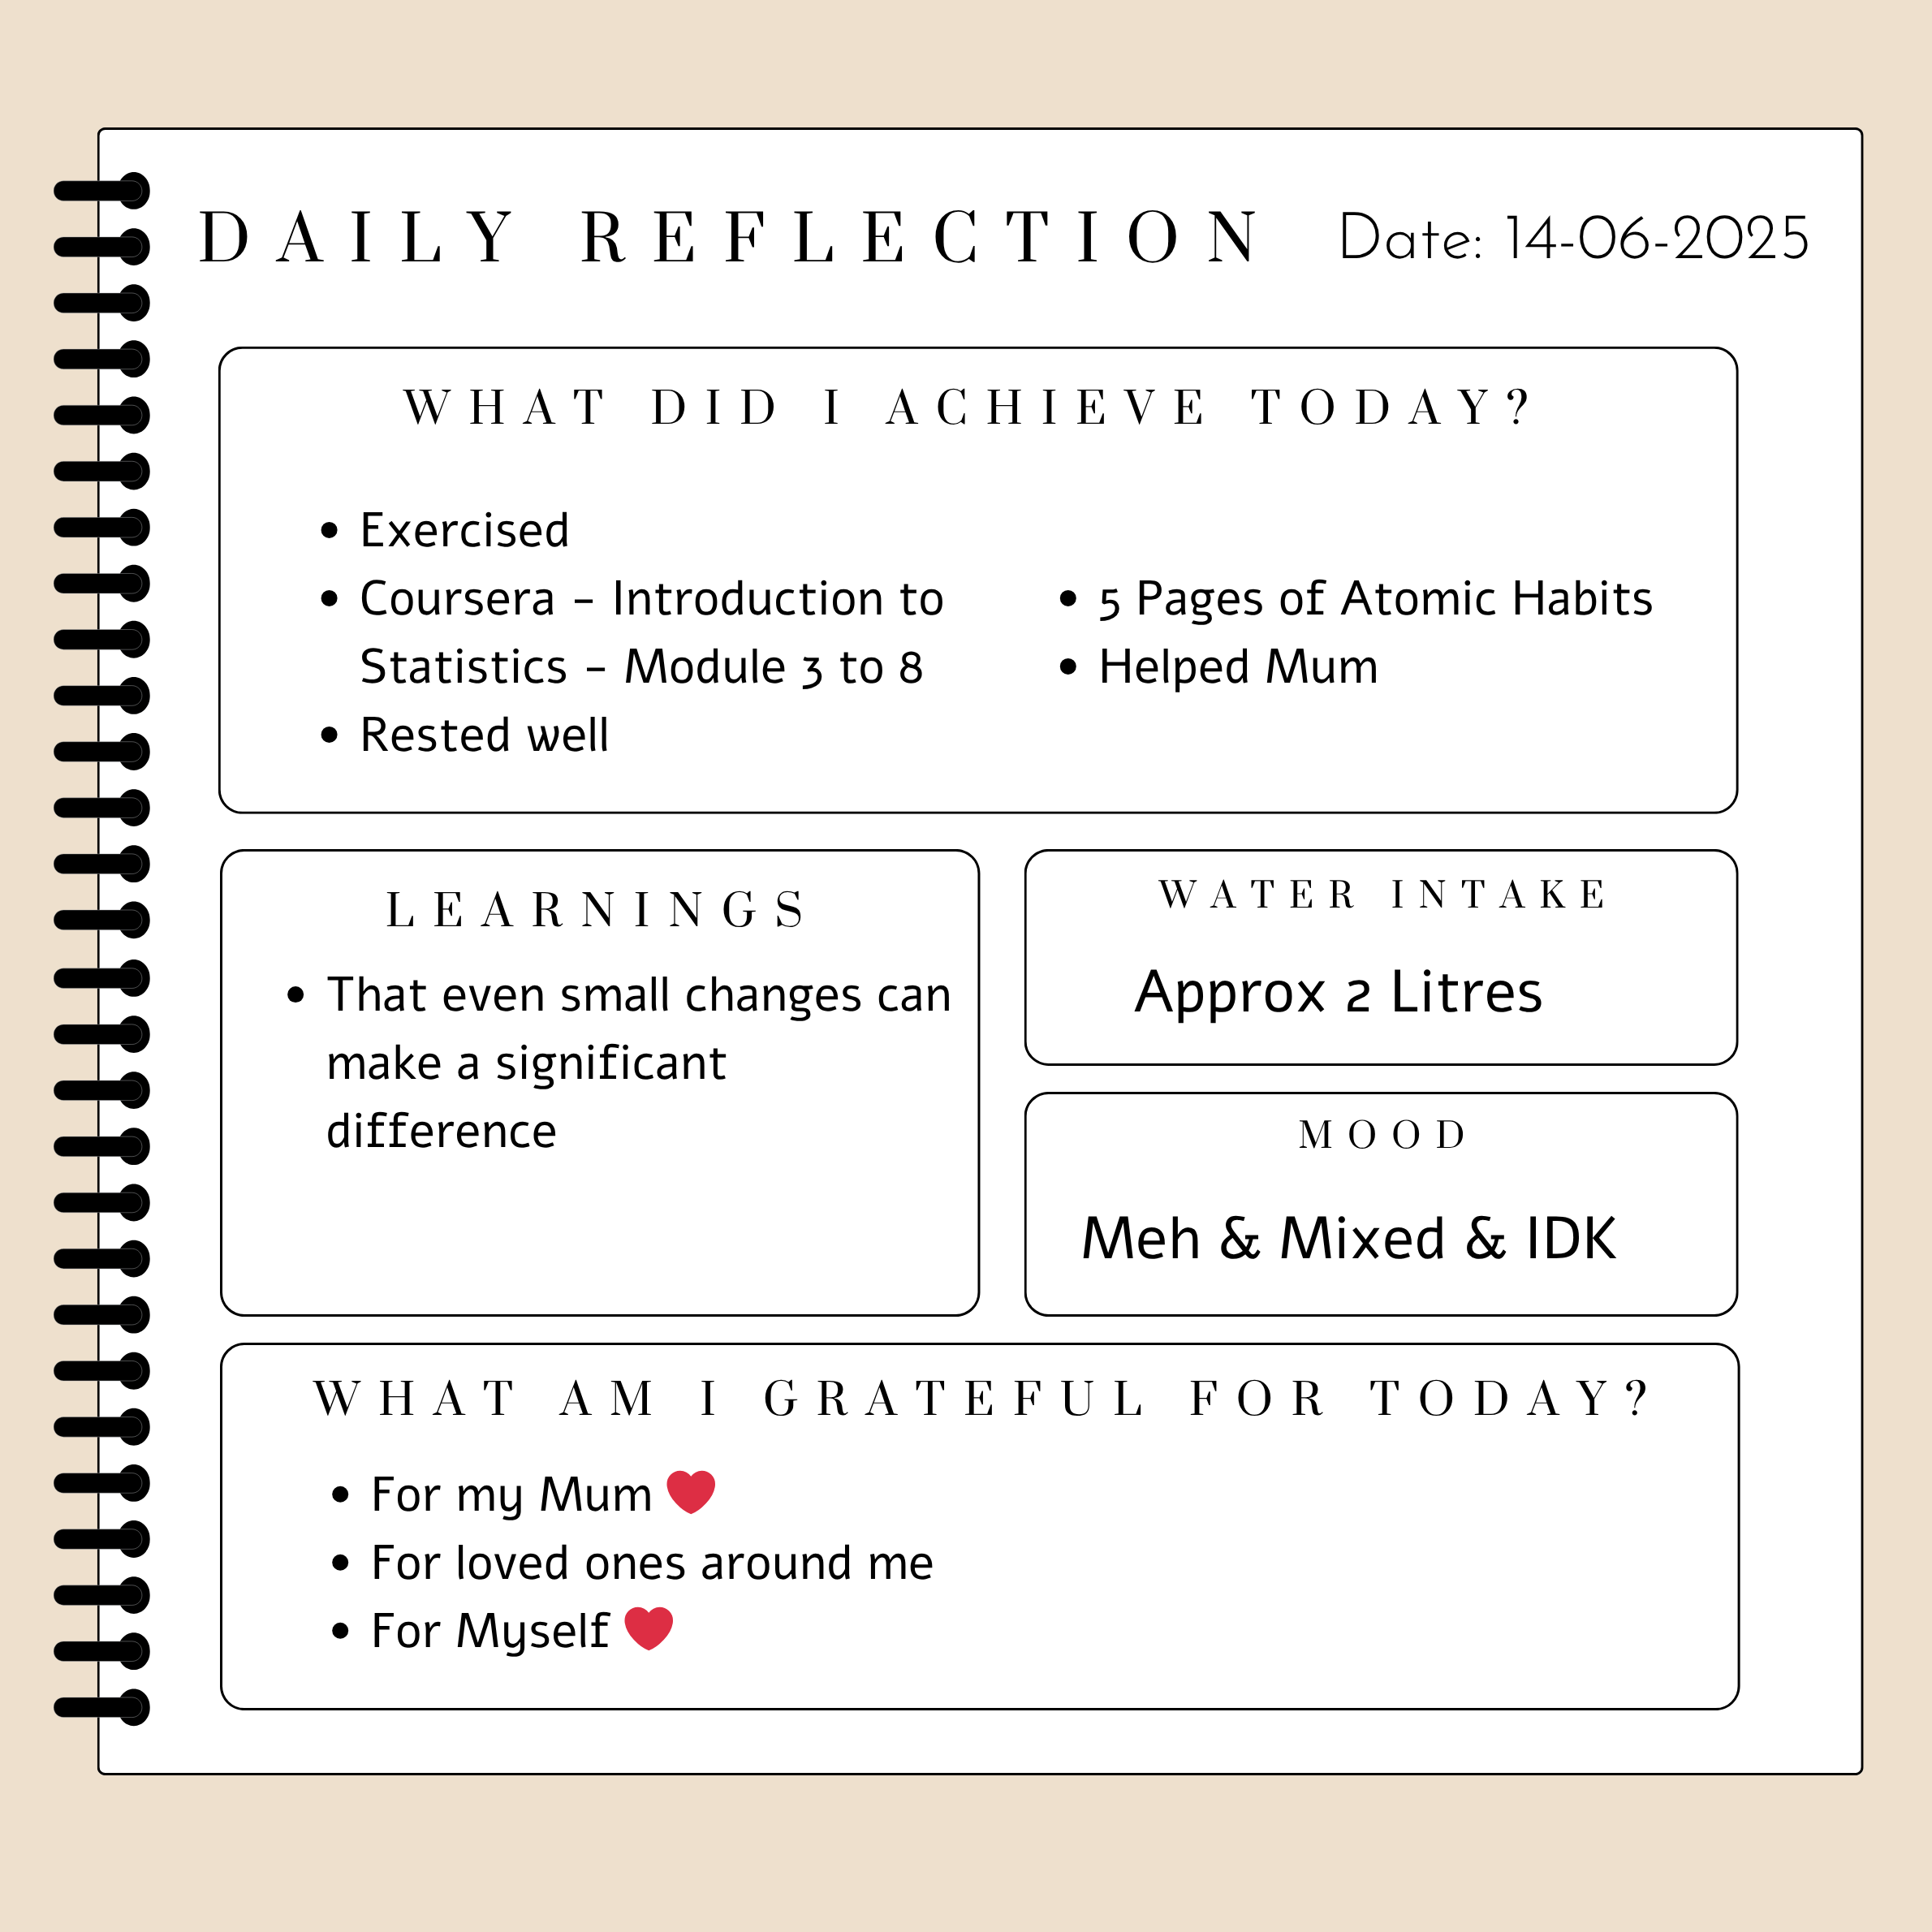 DAILY REFLECTION Date: 14-06-2025
WHAT DID I ACHIEVE TODAY?
• Exercised
• Coursera - Introduction to
Statistics - Module 3 to 8
• Rested well
• 5 Pages of Atomic Habits
• Helped Mum
LEARNINGS
• That even small changes can
make a significant
difference
WATER INTAKE
Approx 2 Litres
MOOD
Meh & Mixed & IDK
WHAT AM I GRATEFUL FOR TODAY?
• For my Mum ❤
• For loved ones around me
• For Myself ❤